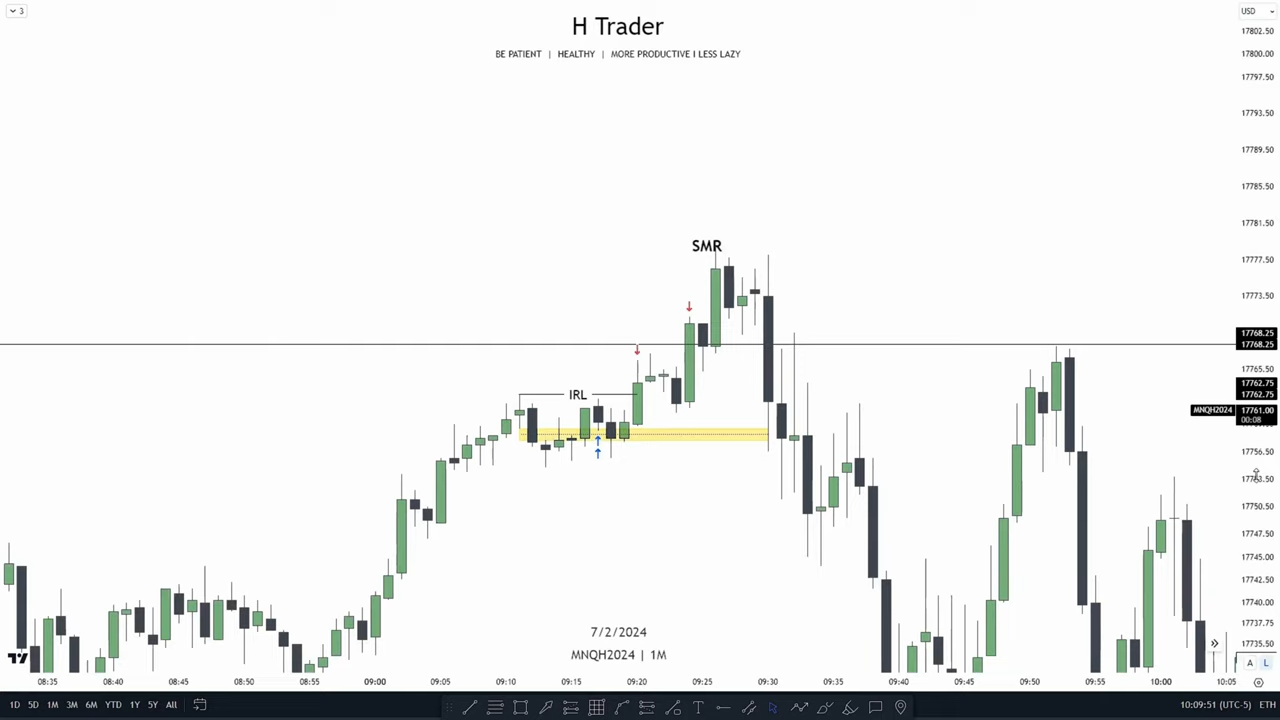 3
H Trader
USD
BE PATIENT | HEALTHY | MORE PRODUCTIVE I LESS LAZY
17802.50
17800.00
17797.50
17793.50
17789.50
17785.50
17781.50
SMR
17777.50
17773.50
17768.25
17768.25
17765.50
17762.75
IRL
17762.75
MNQH2024 17761.00
00:08
17756.50
17753.50
17750.50
17747.50
17745.00
17742.50
17740.00
7/2/2024
17737.75
17735.50
MNQH2024 | 1M
A L
08:35 08:40 08:45 08:50 08:55 09:00 09:05 09:10 09:15 09:20 09:25 09:30 09:35 09:40 09:45 09:50 09:55 10:00 10:05
1D 5D 1M 3M 6M YTD 1Y 5Y All
T
10:09:51 (UTC-5) ETH